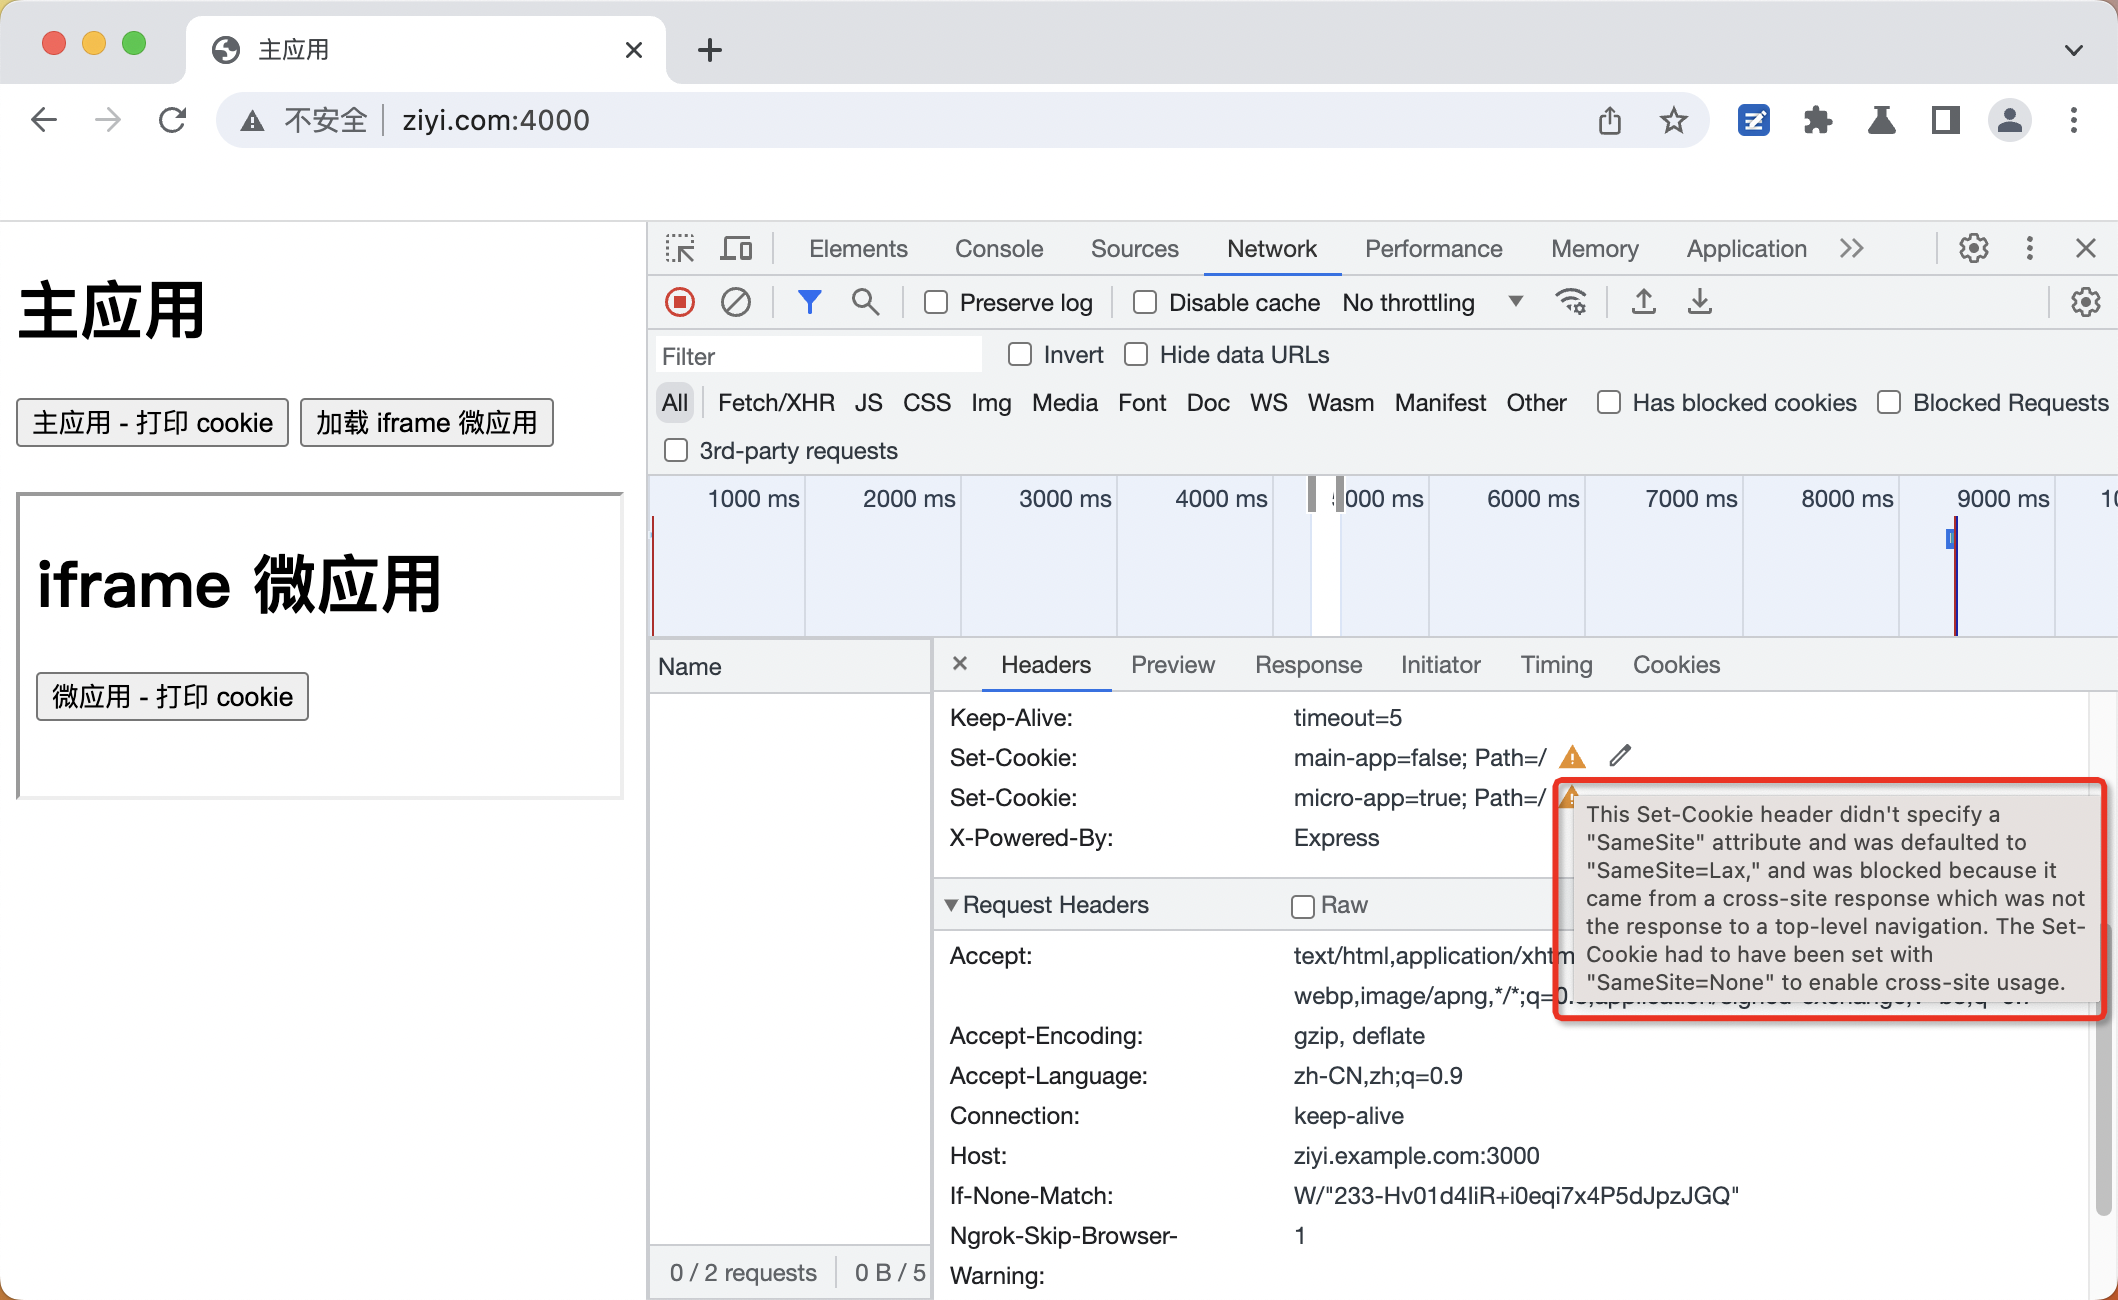 主应用
不安全
ziyi.com:4000
主应用
主应用 - 打印 cookie
加载 iframe 微应用
iframe 微应用
微应用 - 打印 cookie
Elements Console Sources Network Performance Memory Application
Preserve log Disable cache No throttling
Filter Invert Hide data URLs
All Fetch/XHR JS CSS Img Media Font Doc WS Wasm Manifest Other Has blocked cookies Blocked Requests
3rd-party requests
1000 ms 2000 ms 3000 ms 4000 ms 000 ms 6000 ms 7000 ms 8000 ms 9000 ms 10
Name
Headers Preview Response Initiator Timing Cookies
Keep-Alive: timeout=5
Set-Cookie: main-app=false; Path=/
Set-Cookie: micro-app=true; Path=/
X-Powered-By: Express
This Set-Cookie header didn't specify a
"SameSite" attribute and was defaulted to
"SameSite=Lax," and was blocked because it
came from a cross-site response which was not
the response to a top-level navigation. The Set-
Cookie had to have been set with
"SameSite=None" to enable cross-site usage.
Request Headers Raw
Accept: text/html,application/xhtm
webp,image/apng,*/*;q=0.
Accept-Encoding: gzip, deflate
Accept-Language: zh-CN,zh;q=0.9
Connection: keep-alive
Host: ziyi.example.com:3000
If-None-Match: W/"233-Hv01d4liR+i0eqi7x4P5dJpzJGQ"
Ngrok-Skip-Browser- 1
Warning:
0 / 2 requests 0 B / 5